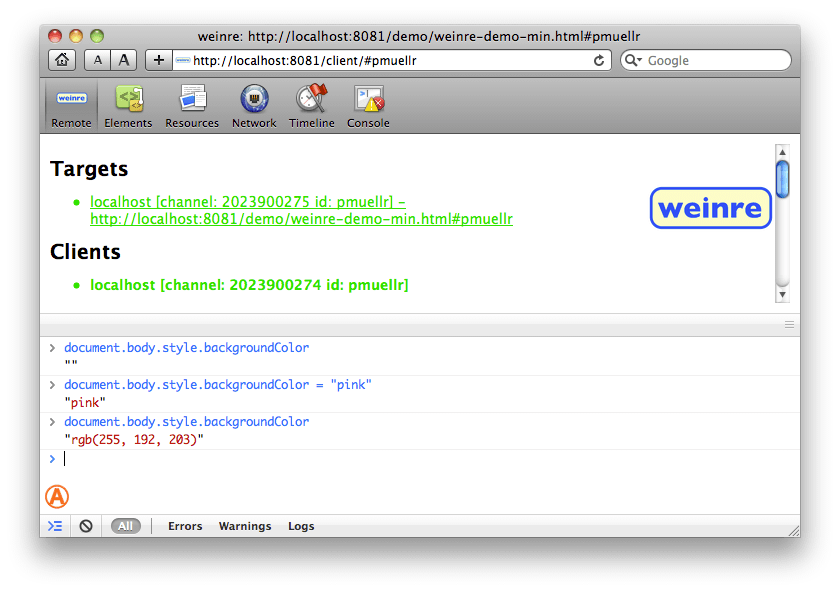 weinre: http://localhost:8081/demo/weinre-demo-min.html#pmuellr
A A + http://localhost:8081/client/#pmuellr Google
weinre
Remote Elements Resources Network Timeline Console
Targets
localhost [channel: 2023900275 id: pmuellr] –
http://localhost:8081/demo/weinre-demo-min.html#pmuellr
weinre
Clients
localhost [channel: 2023900274 id: pmuellr]
> document.body.style.backgroundColor
""
> document.body.style.backgroundColor = "pink"
"pink"
> document.body.style.backgroundColor
"rgb(255, 192, 203)"
>
A
All Errors Warnings Logs